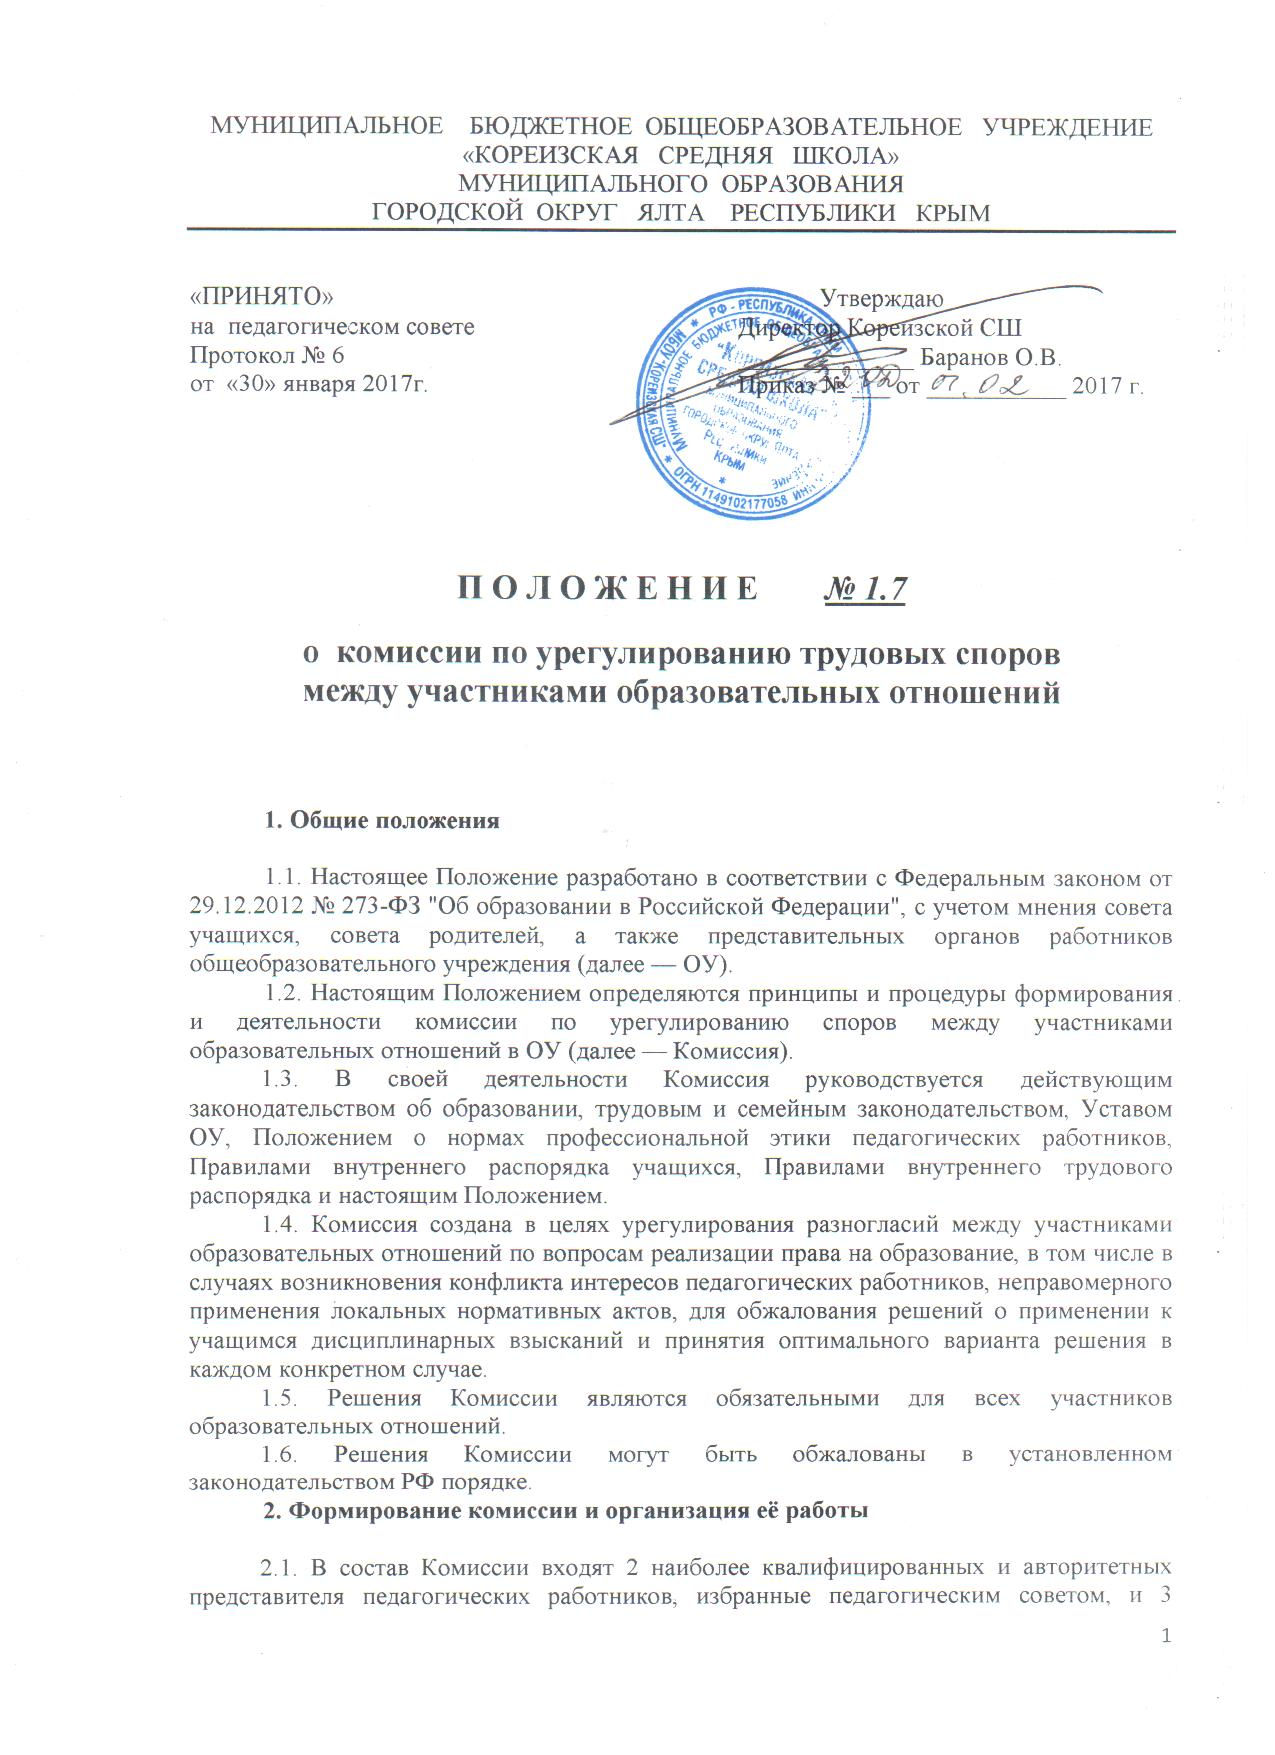 МУНИЦИПАЛЬНОЕ БЮДЖЕТНОЕ ОБЩЕОБРАЗОВАТЕЛЬНОЕ УЧРЕЖДЕНИЕ
«КОРЕИЗСКАЯ СРЕДНЯЯ ШКОЛА»
МУНИЦИПАЛЬНОГО ОБРАЗОВАНИЯ
ГОРОДСКОЙ ОКРУГ ЯЛТА РЕСПУБЛИКИ КРЫМ
«ПРИНЯТО»
на педагогическом совете
Протокол № 6
от «30» января 2017г.
Утверждаю
Директор Кореизской СШ
Баранов О.В.
Приказ № от 02 2017 г.
РФ - РЕСПУБЛИКА
ОГРН 1149102177058 ИНН
МУНИЦИПАЛЬНОЕ БЮДЖЕТНОЕ
КРЫМ
П О Л О Ж Е Н И Е № 1.7
о комиссии по урегулированию трудовых споров
между участниками образовательных отношений
1. Общие положения
1.1. Настоящее Положение разработано в соответствии с Федеральным законом от
29.12.2012 № 273-ФЗ "Об образовании в Российской Федерации", с учетом мнения совета
учащихся, совета родителей, а также представительных органов работников
общеобразовательного учреждения (далее — ОУ).
1.2. Настоящим Положением определяются принципы и процедуры формирования
и деятельности комиссии по урегулированию споров между участниками
образовательных отношений в ОУ (далее — Комиссия).
1.3. В своей деятельности Комиссия руководствуется действующим
законодательством об образовании, трудовым и семейным законодательством, Уставом
ОУ, Положением о нормах профессиональной этики педагогических работников,
Правилами внутреннего распорядка учащихся, Правилами внутреннего трудового
распорядка и настоящим Положением.
1.4. Комиссия создана в целях урегулирования разногласий между участниками
образовательных отношений по вопросам реализации права на образование, в том числе в
случаях возникновения конфликта интересов педагогических работников, неправомерного
применения локальных нормативных актов, для обжалования решений о применении к
учащимся дисциплинарных взысканий и принятия оптимального варианта решения в
каждом конкретном случае.
1.5. Решения Комиссии являются обязательными для всех участников
образовательных отношений.
1.6. Решения Комиссии могут быть обжалованы в установленном
законодательством РФ порядке.
2. Формирование комиссии и организация её работы
2.1. В состав Комиссии входят 2 наиболее квалифицированных и авторитетных
представителя педагогических работников, избранные педагогическим советом, и 3
1